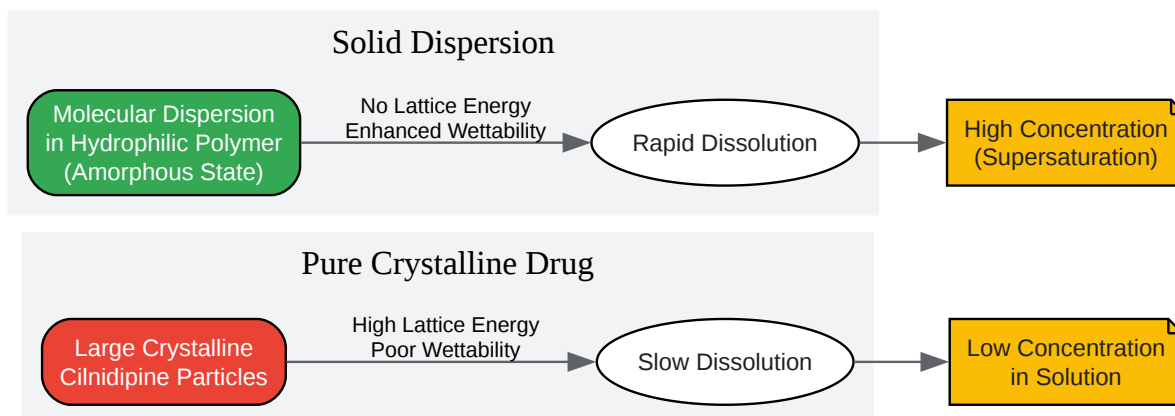 Solid Dispersion
Molecular Dispersion
in Hydrophilic Polymer
(Amorphous State)
No Lattice Energy
Enhanced Wettability
Rapid Dissolution
High Concentration
(Supersaturation)
Pure Crystalline Drug
Large Crystalline
Cilnidipine Particles
High Lattice Energy
Poor Wettability
Slow Dissolution
Low Concentration
in Solution